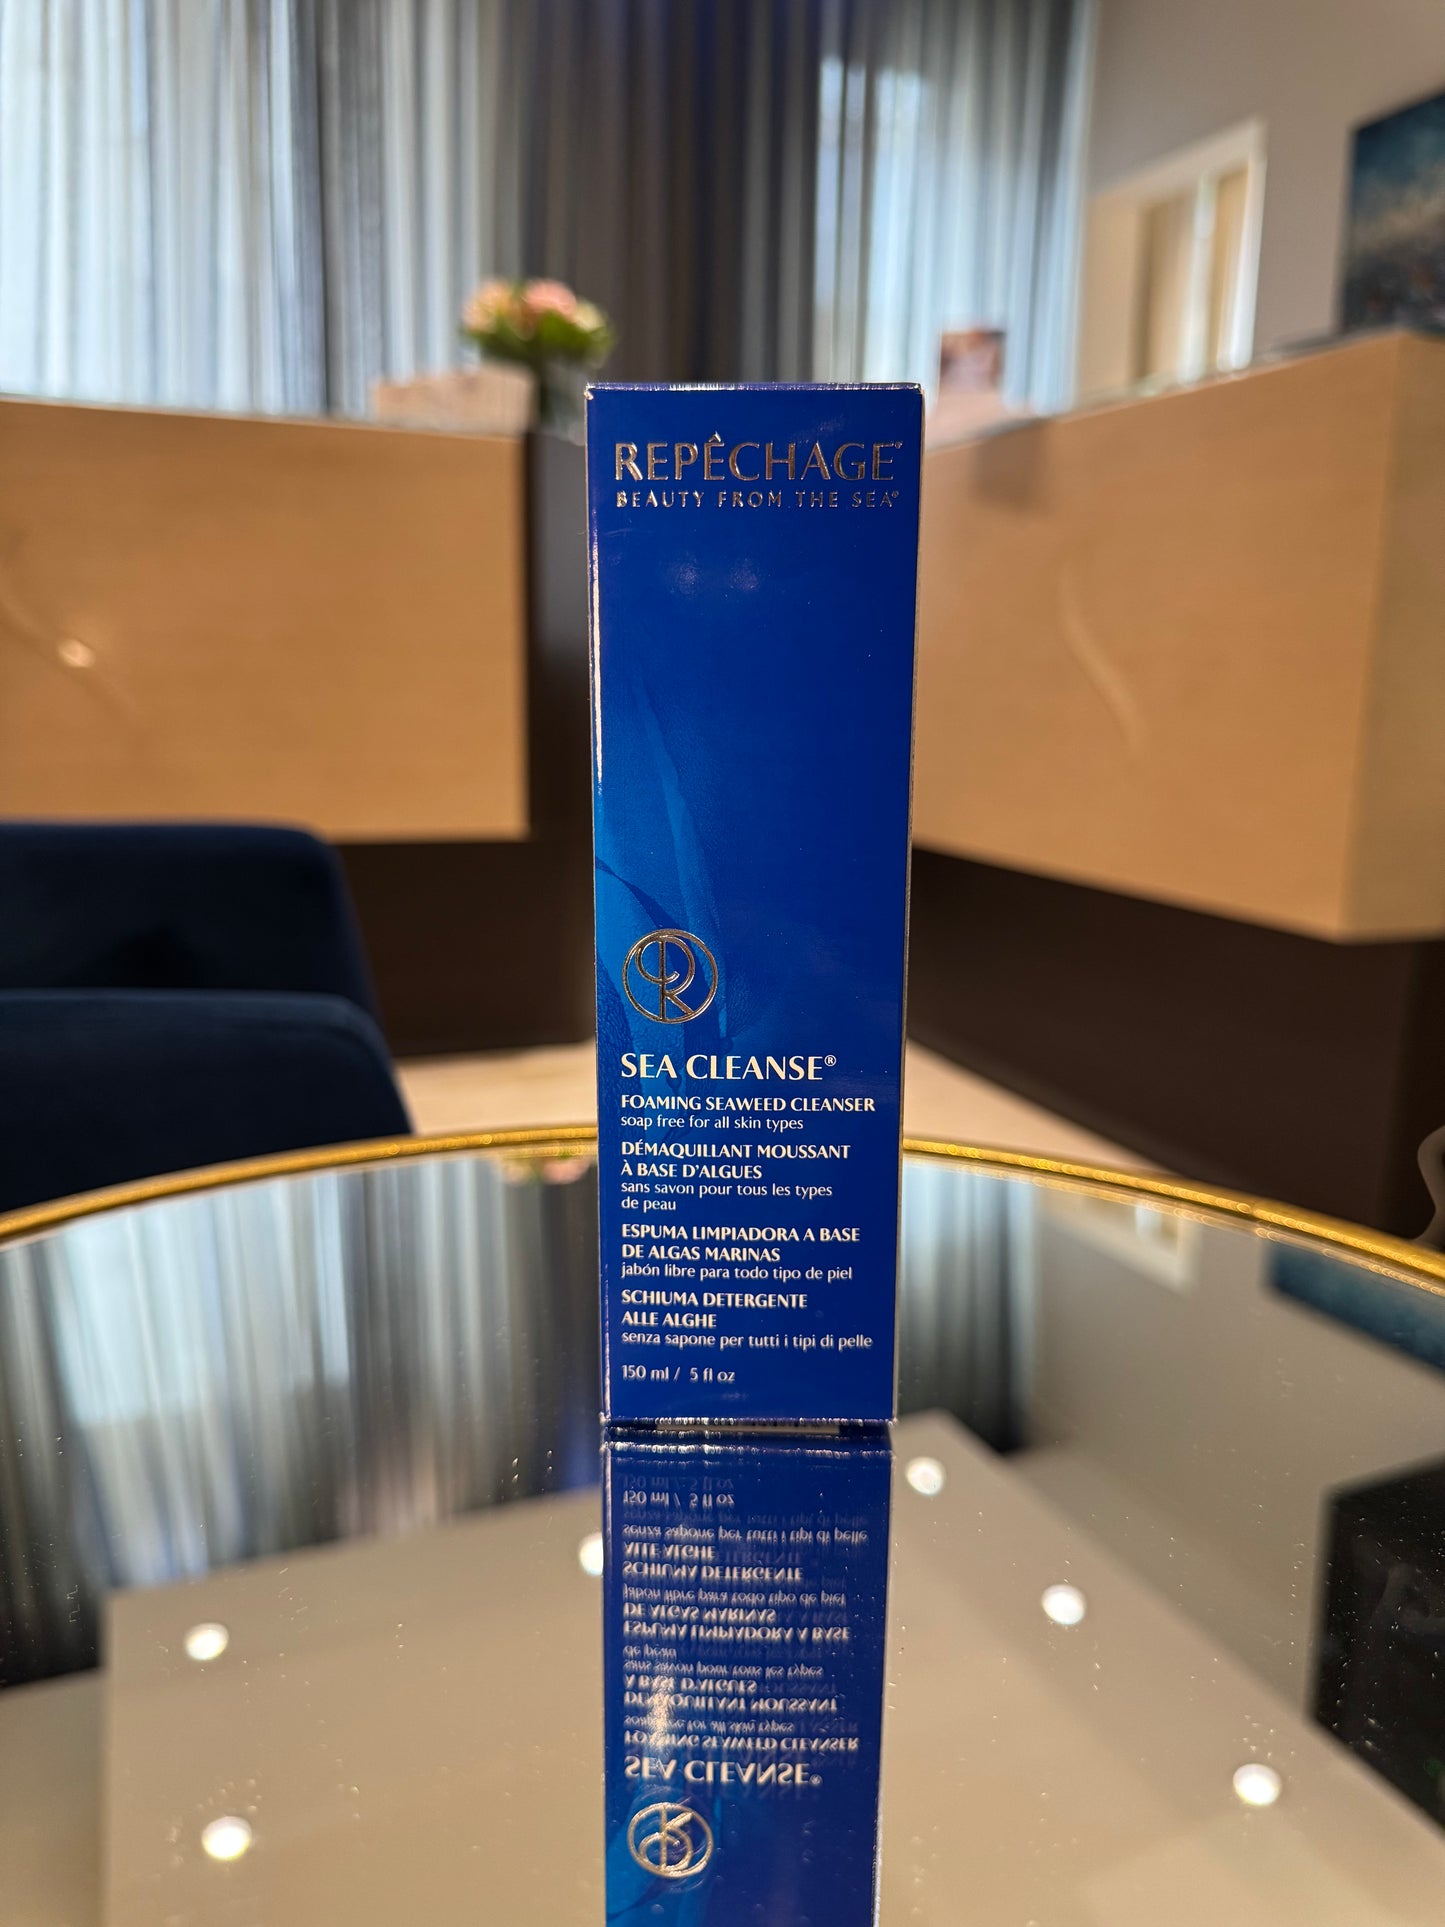 REPÊCHAGE®
BEAUTY FROM THE SEA®
SEA CLEANSE®
FOAMING SEAWEED CLEANSER
soap free for all skin types
DÉMAQUILLANT MOUSSANT
À BASE D'ALGUES
sans savon pour tous les types
de peau
ESPUMA LIMPIADORA A BASE
DE ALGAS MARINAS
jabón libre para todo tipo de piel
SCHIUMA DETERGENTE
ALLE ALGHE
senza sapone per tutti i tipi di pelle
150 ml / 5 fl oz